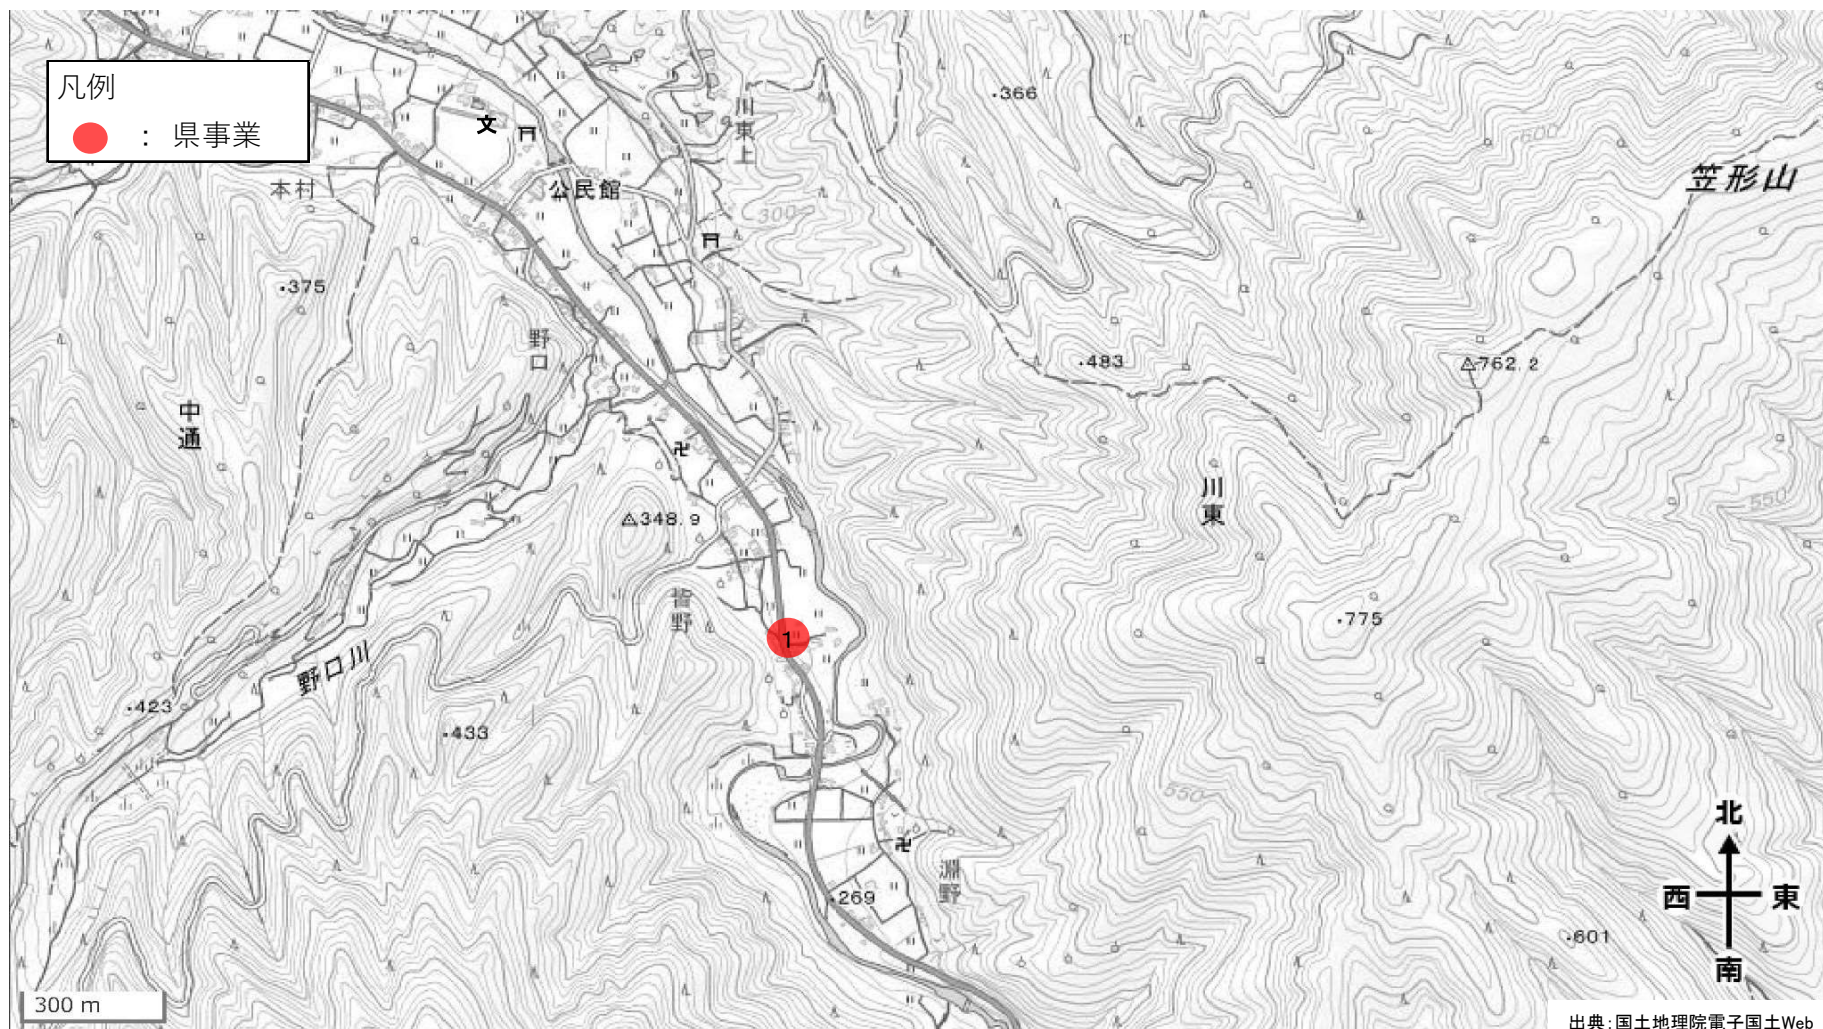 凡例
： 県事業
文
川東上
366
600
笠形山
本村
公民館
300
375
野口
483
762.2
中通
348.9
川東
550
皆野
1
775
野口川
423
433
550
北
西
東
南
淵野
269
601
300 m
出典：国土地理院電子国土Web